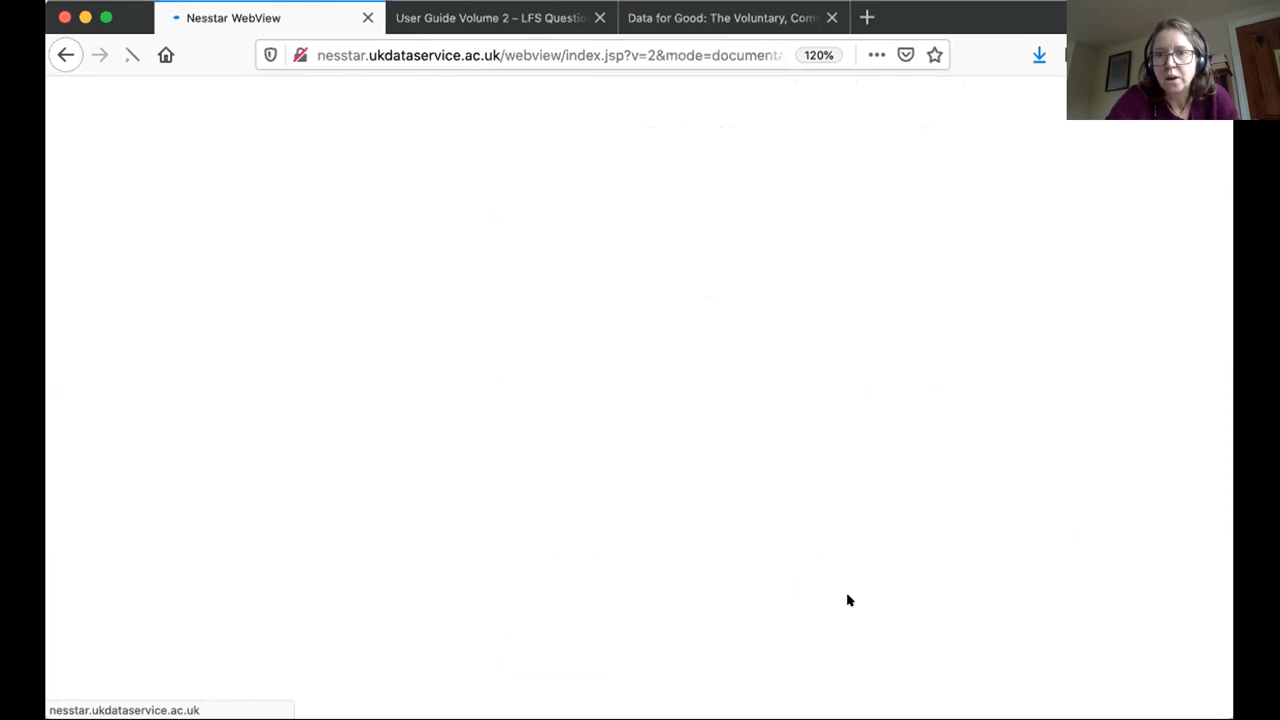 Nesstar WebView
User Guide Volume 2 – LFS Questio
Data for Good: The Voluntary, Com
nesstar.ukdataservice.ac.uk/webview/index.jsp?v=2&mode=documenta
120%
nesstar.ukdataservice.ac.uk